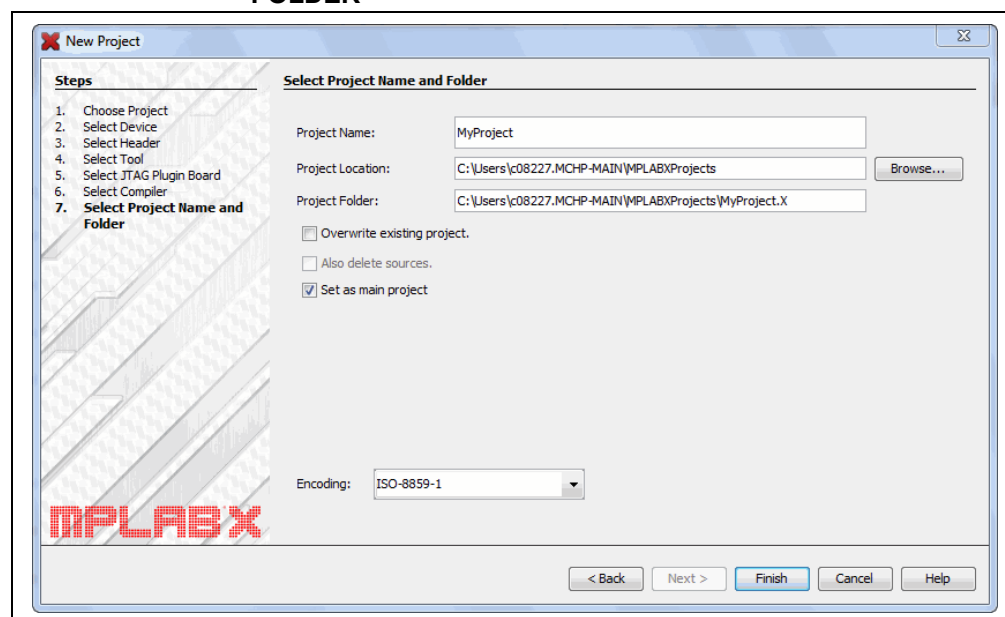 FOLDER
New Project
Steps
1. Choose Project
2. Select Device
3. Select Header
4. Select Tool
5. Select JTAG Plugin Board
6. Select Compiler
7. Select Project Name and
Folder
Select Project Name and Folder
Project Name: MyProject
Project Location: C:\Users\c08227.MCHP-MAIN\MPLABXProjects Browse...
Project Folder: C:\Users\c08227.MCHP-MAIN\MPLABXProjects\MyProject.X
Overwrite existing project.
Also delete sources.
Set as main project
Encoding: ISO-8859-1
MPLAB X
< Back Next > Finish Cancel Help